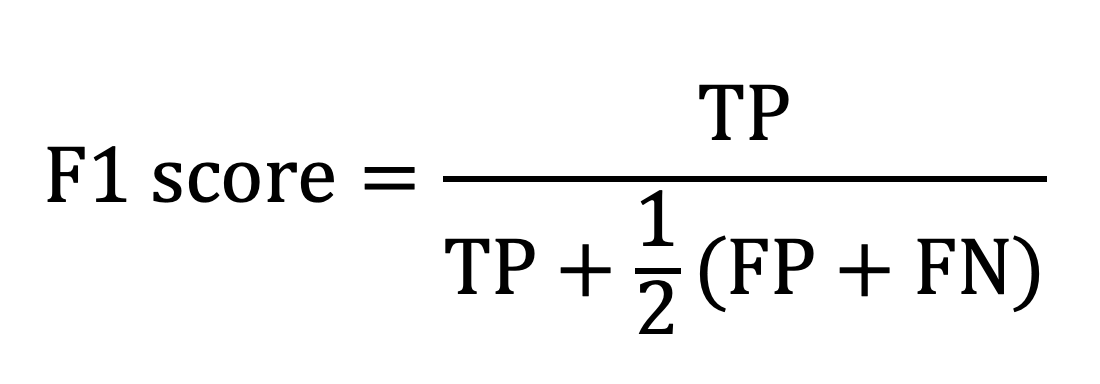 F1 score = TP / (TP + 1/2 (FP + FN))